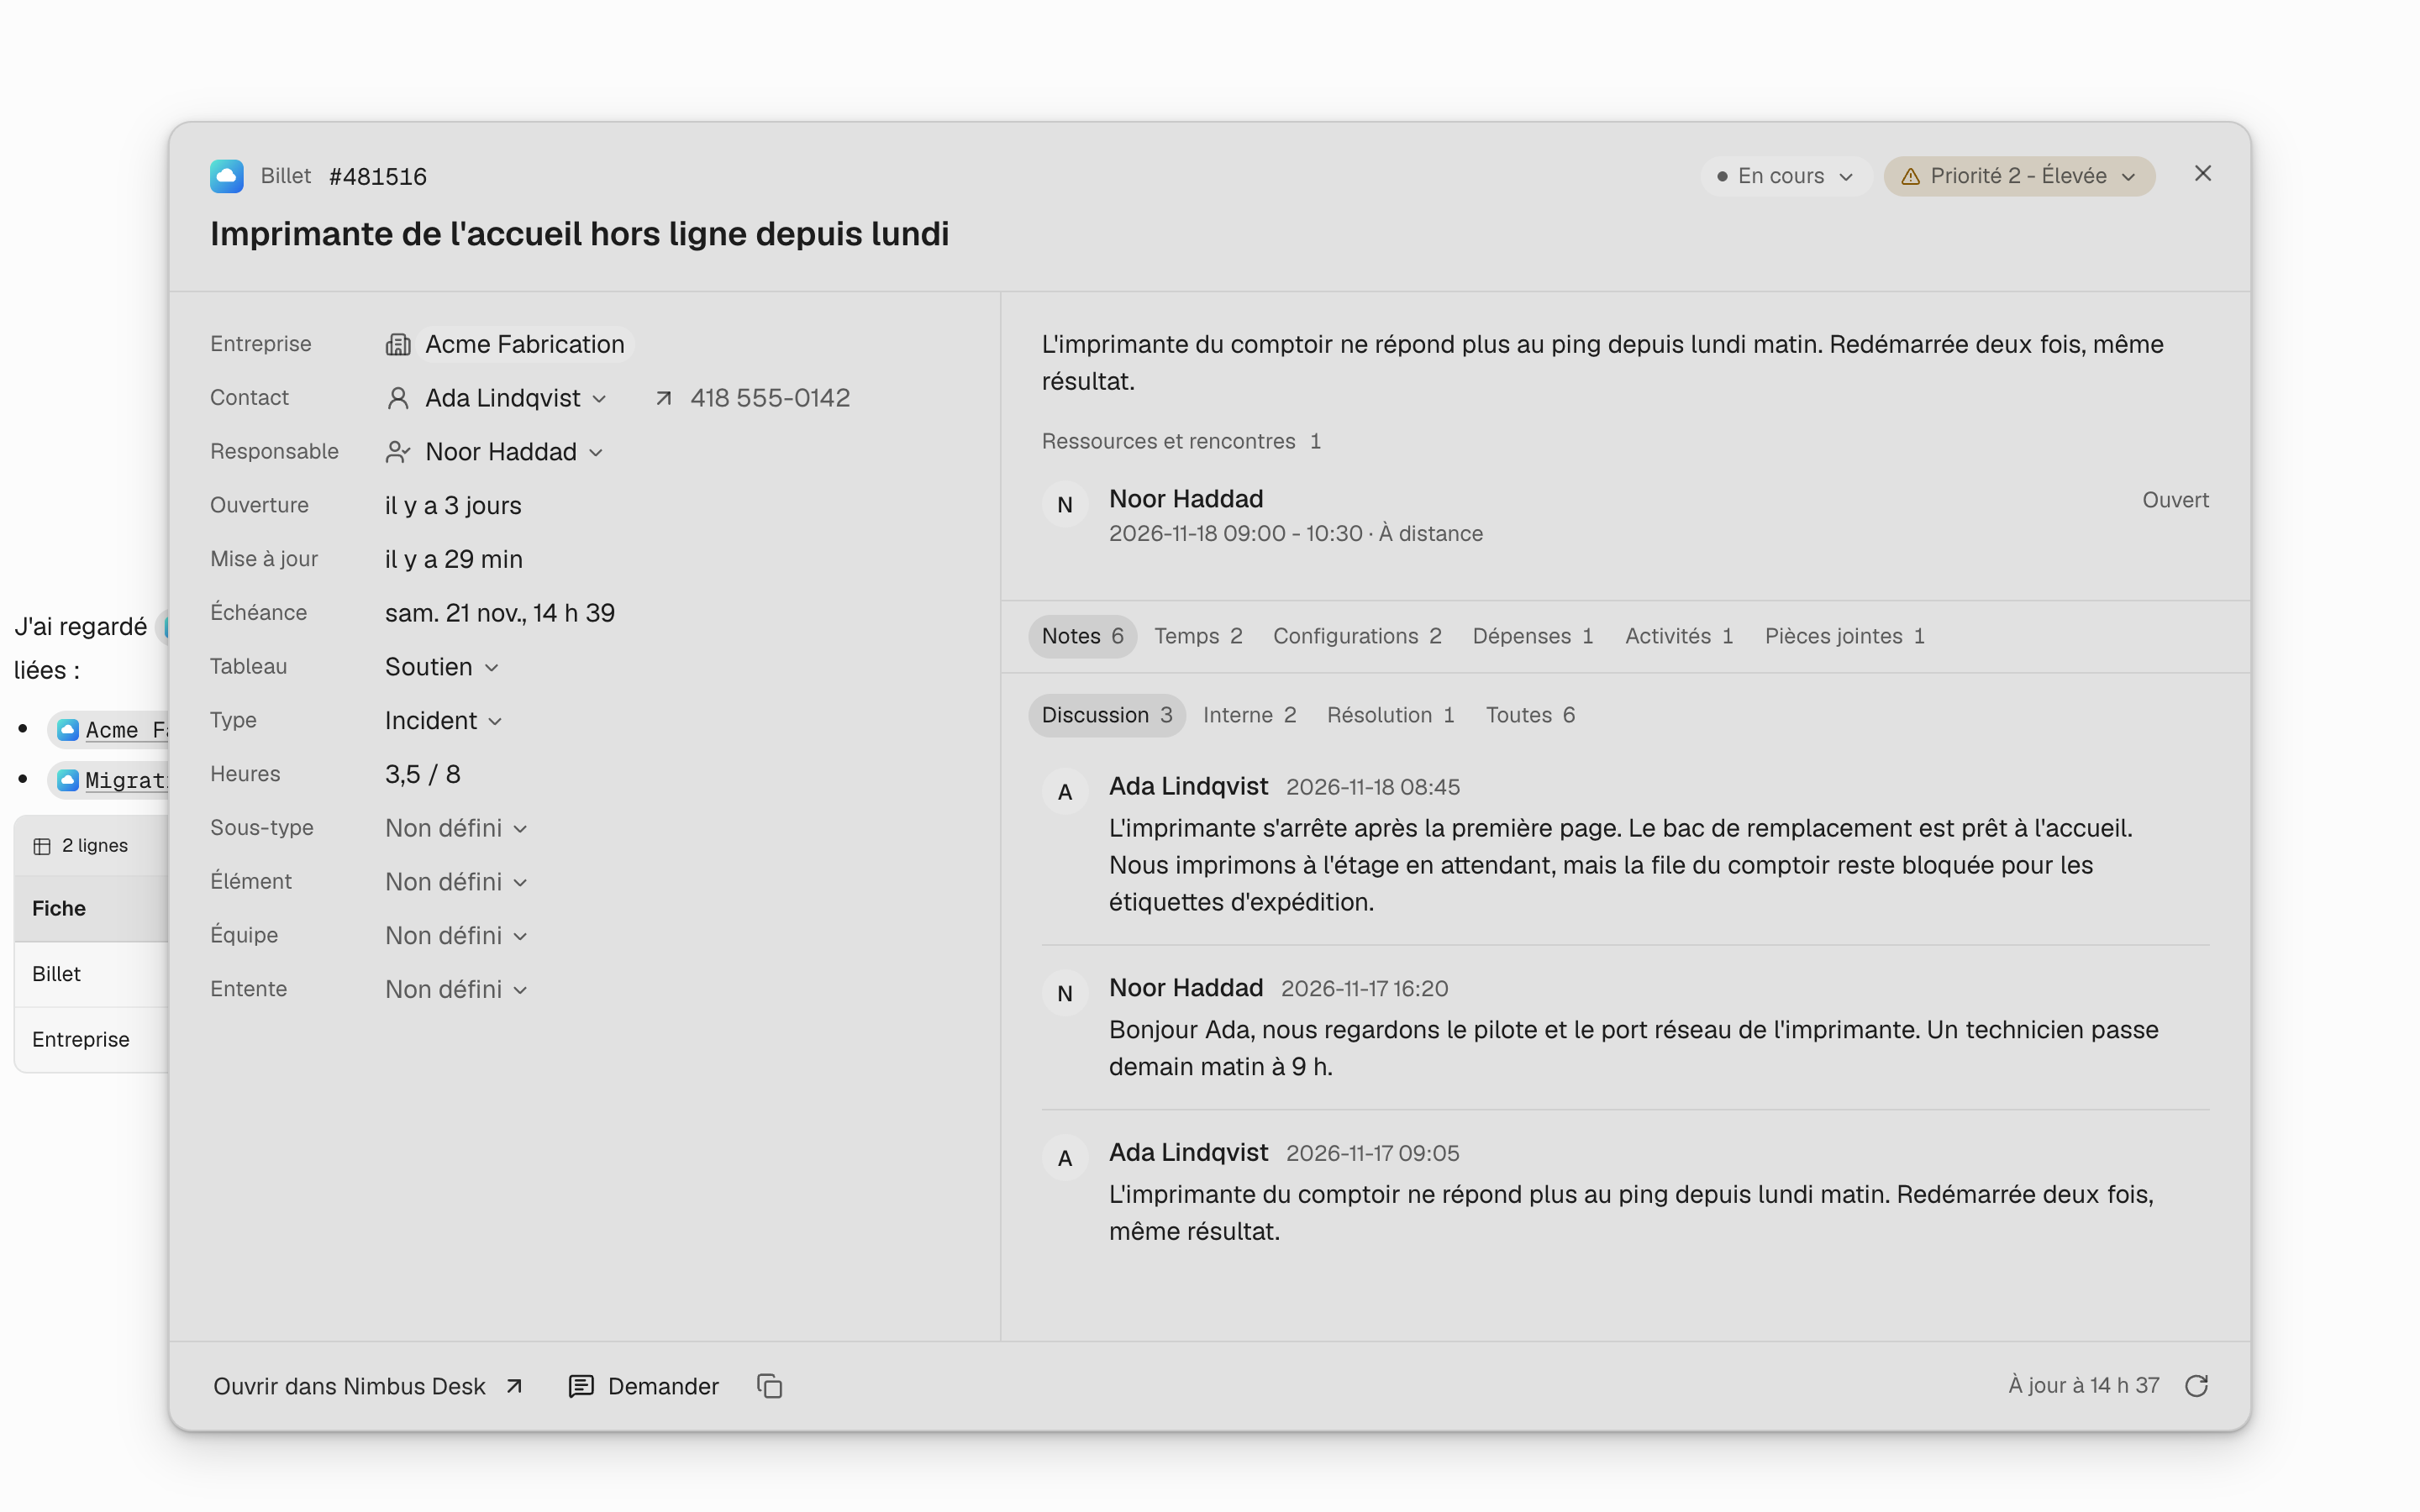 Billet #481516
En cours
Priorité 2 - Élevée
Imprimante de l'accueil hors ligne depuis lundi
Entreprise Acme Fabrication
Contact Ada Lindqvist 418 555-0142
Responsable Noor Haddad
Ouverture il y a 3 jours
Mise à jour il y a 29 min
Échéance sam. 21 nov., 14 h 39
Tableau Soutien
Type Incident
Heures 3,5 / 8
Sous-type Non défini
Élément Non défini
Équipe Non défini
Entente Non défini
L'imprimante du comptoir ne répond plus au ping depuis lundi matin. Redémarrée deux fois, même
résultat.
Ressources et rencontres 1
N
Noor Haddad
Ouvert
2026-11-18 09:00 - 10:30 · À distance
Notes 6 Temps 2 Configurations 2 Dépenses 1 Activités 1 Pièces jointes 1
Discussion 3 Interne 2 Résolution 1 Toutes 6
A
Ada Lindqvist 2026-11-18 08:45
L'imprimante s'arrête après la première page. Le bac de remplacement est prêt à l'accueil.
Nous imprimons à l'étage en attendant, mais la file du comptoir reste bloquée pour les
étiquettes d'expédition.
N
Noor Haddad 2026-11-17 16:20
Bonjour Ada, nous regardons le pilote et le port réseau de l'imprimante. Un technicien passe
demain matin à 9 h.
A
Ada Lindqvist 2026-11-17 09:05
L'imprimante du comptoir ne répond plus au ping depuis lundi matin. Redémarrée deux fois,
même résultat.
Ouvrir dans Nimbus Desk
Demander
À jour à 14 h 37
J'ai regardé
liées :
Acme
2 lignes
Fiche
Billet
Entreprise